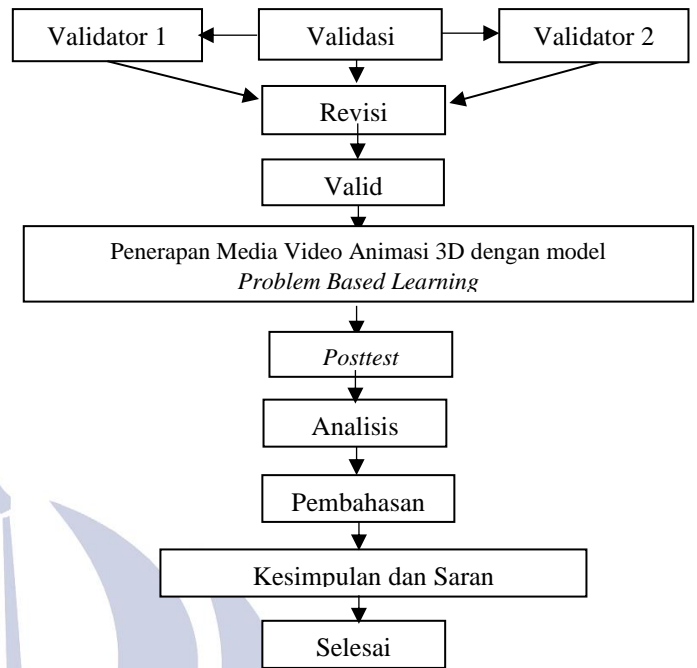 Validator 1
Validasi
Validator 2
Revisi
Valid
Penerapan Media Video Animasi 3D dengan model
Problem Based Learning
Posttest
Analisis
Pembahasan
Kesimpulan dan Saran
Selesai